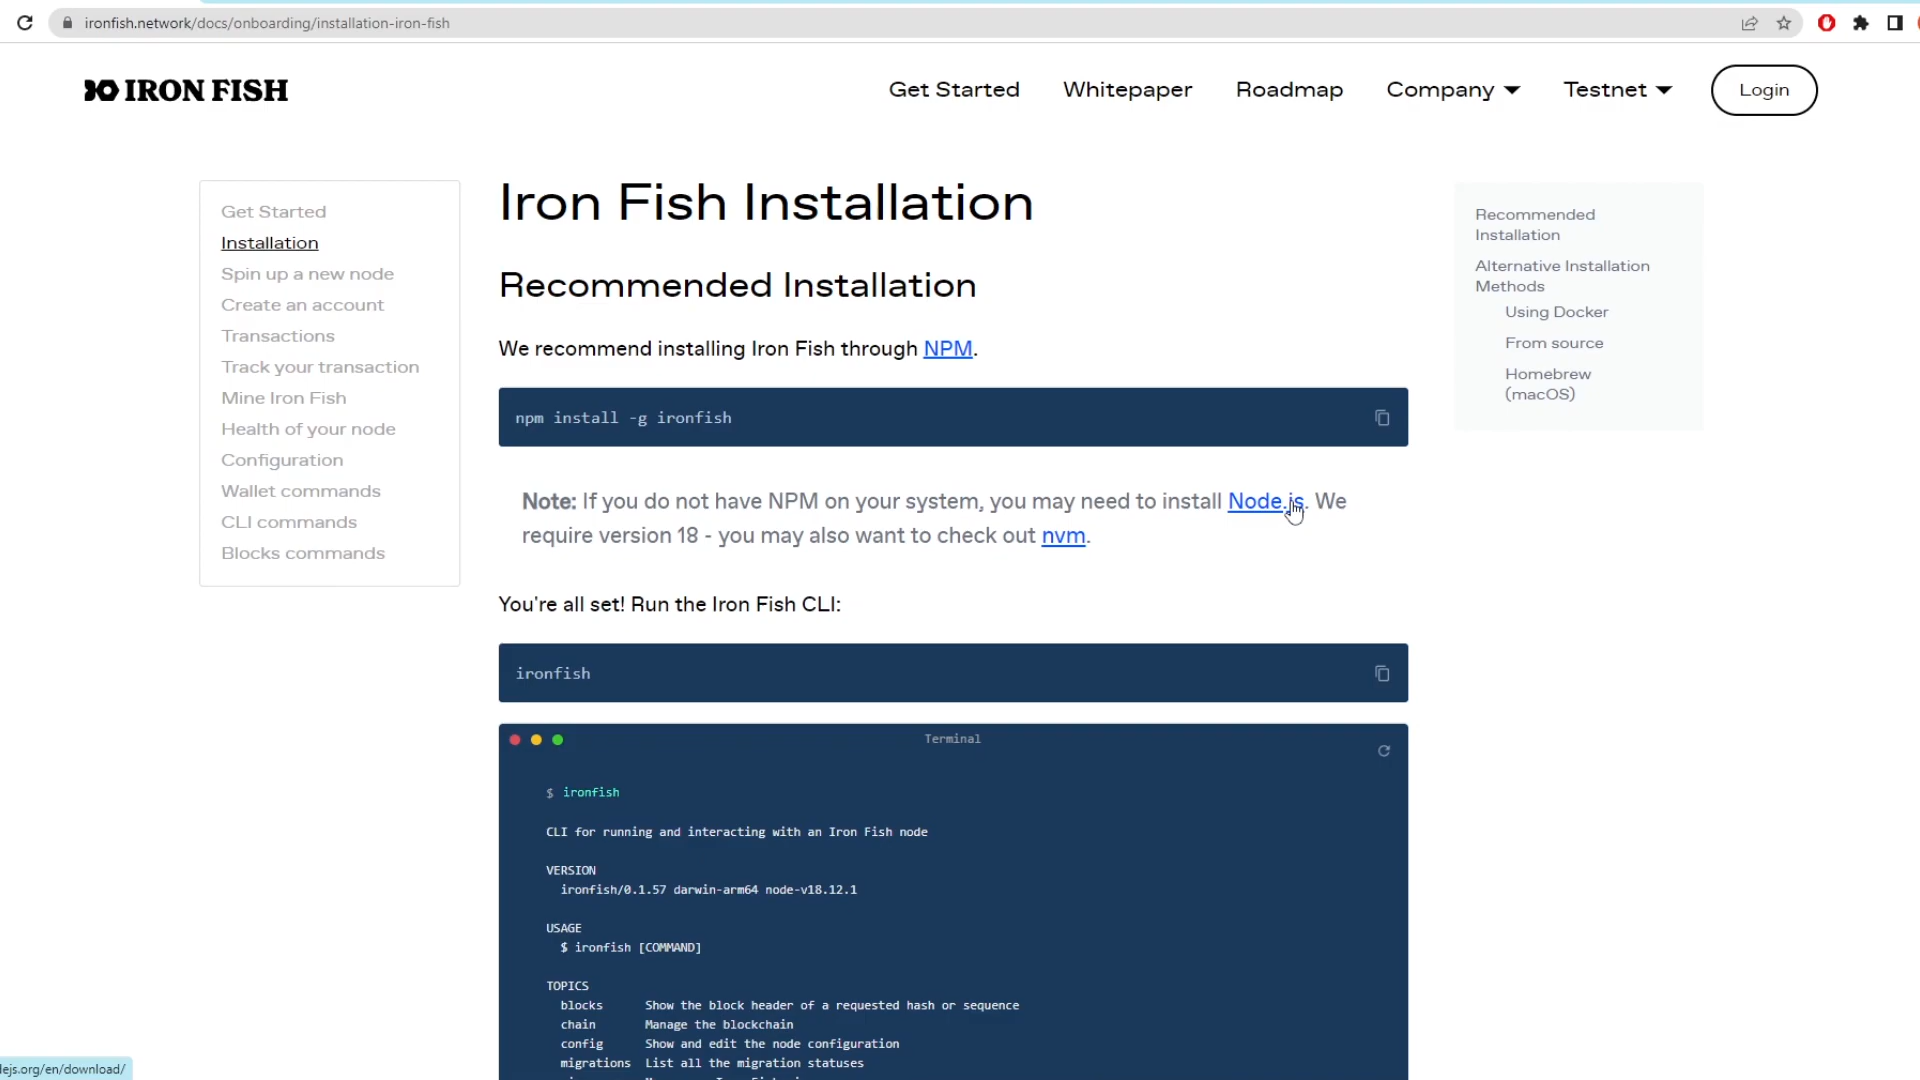 ironfish.network/docs/onboarding/installation-iron-fish
IRON FISH
Get Started
Whitepaper
Roadmap
Company
Testnet
Login
Get Started
Installation
Spin up a new node
Create an account
Transactions
Track your transaction
Mine Iron Fish
Health of your node
Configuration
Wallet commands
CLI commands
Blocks commands
Iron Fish Installation
Recommended Installation
We recommend installing Iron Fish through NPM.
npm install -g ironfish
Note: If you do not have NPM on your system, you may need to install Node.js. We
require version 18 - you may also want to check out nvm.
You're all set! Run the Iron Fish CLI:
ironfish
Terminal
$ ironfish
CLI for running and interacting with an Iron Fish node
VERSION
ironfish/0.1.57 darwin-arm64 node-v18.12.1
USAGE
$ ironfish [COMMAND]
TOPICS
blocks Show the block header of a requested hash or sequence
chain Manage the blockchain
config Show and edit the node configuration
migrations List all the migration statuses
Recommended
Installation
Alternative Installation
Methods
Using Docker
From source
Homebrew
(macOS)
dejs.org/en/download/